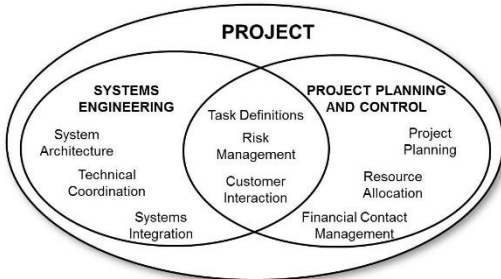 PROJECT
SYSTEMS
ENGINEERING
System
Architecture
Technical
Coordination
Systems
Integration
Task Definitions
Risk
Management
Customer
Interaction
PROJECT PLANNING
AND CONTROL
Project
Planning
Resource
Allocation
Financial Contact
Management